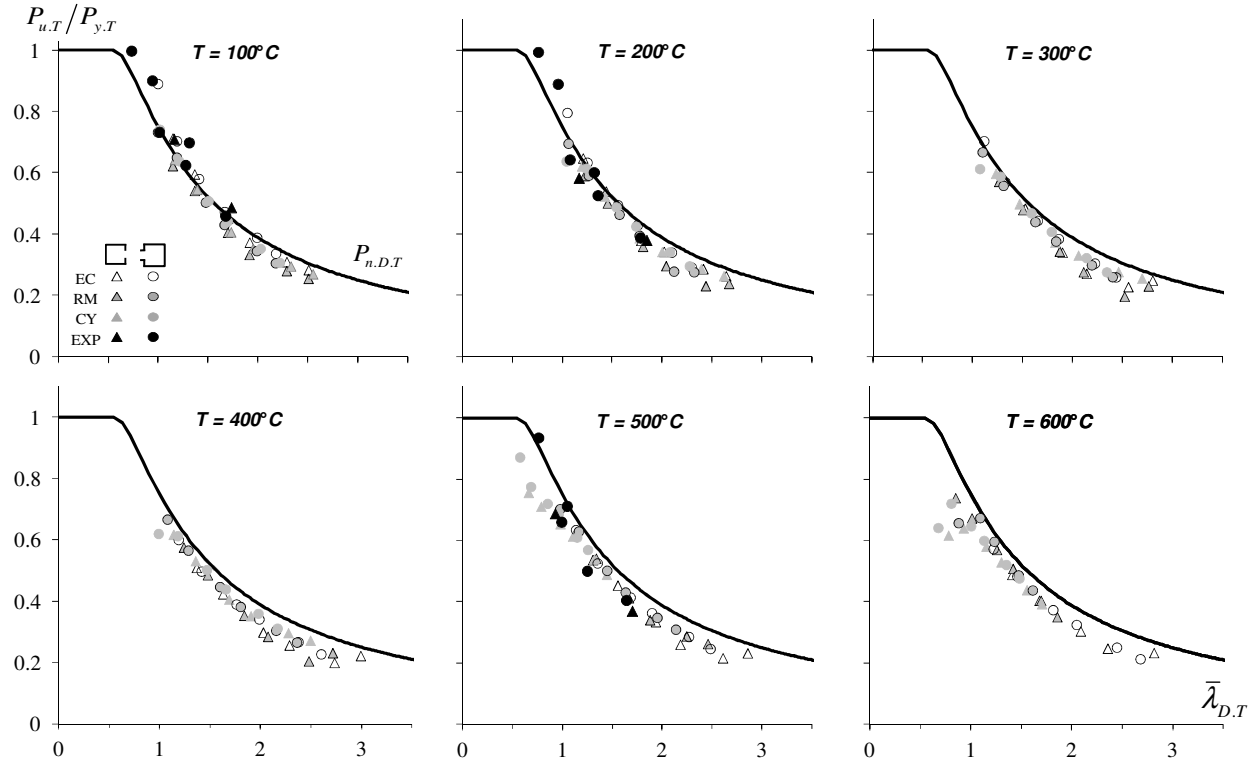 P_{u.T}/P_{y.T}
T = 100°C
T = 200°C
T = 300°C
1
0.8
0.6
0.4
0.2
0
P_{n.D.T}
EC
RM
CY
EXP
T = 400°C
T = 500°C
T = 600°C
1
0.8
0.6
0.4
0.2
0
λ̄_{D.T}
0 1 2 3
0 1 2 3
0 1 2 3